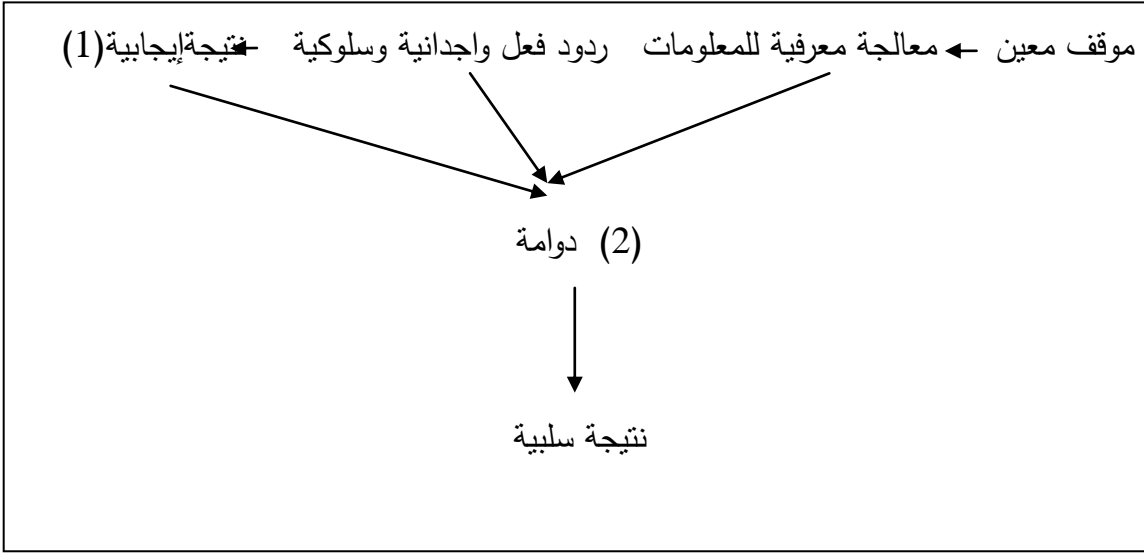 موقف معين ← معالجة معرفية للمعلومات ردود فعل واجدانية وسلوكية ← نتيجةإيجابية(1)
(2) دوامة
نتيجة سلبية